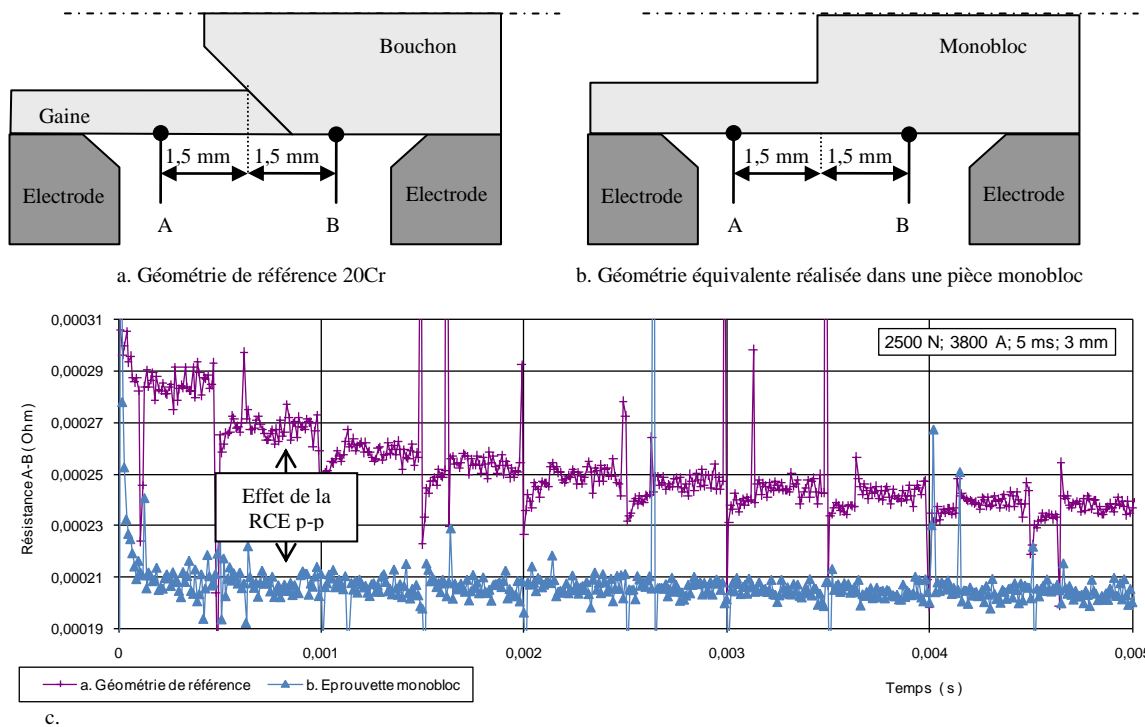 Bouchon
Gaine
1,5 mm 1,5 mm
Electrode
Electrode
A
B
Monobloc
1,5 mm 1,5 mm
Electrode
Electrode
A
B
a. Géométrie de référence 20Cr
b. Géométrie équivalente réalisée dans une pièce monobloc
Résistance A-B (Ohm)
0,00031
0,00029
0,00027
0,00025
0,00023
0,00021
0,00019
2500 N; 3800 A; 5 ms; 3 mm
Effet de la
RCE p-p
0 0,001 0,002 0,003 0,004 0,005
a. Géométrie de référence b. Eprouvette monobloc
Temps (s)
c.